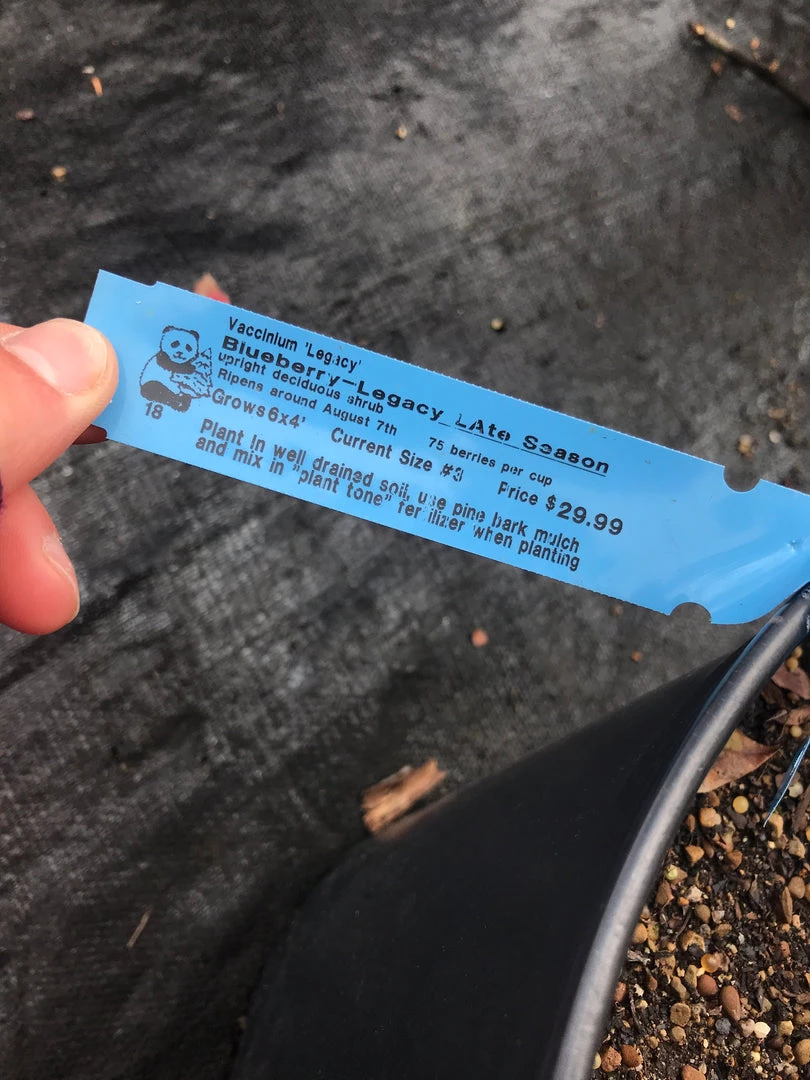 Vaccinium 'Legacy'
Blueberry-Legacy LAte Season
upright deciduous shrub
Ripens around August 7th 75 berries per cup
Grows 6x4' Current Size #3 Price $29.99
Plant in well drained soil, use pine bark mulch
and mix in "plant tone" fertilizer when planting
18